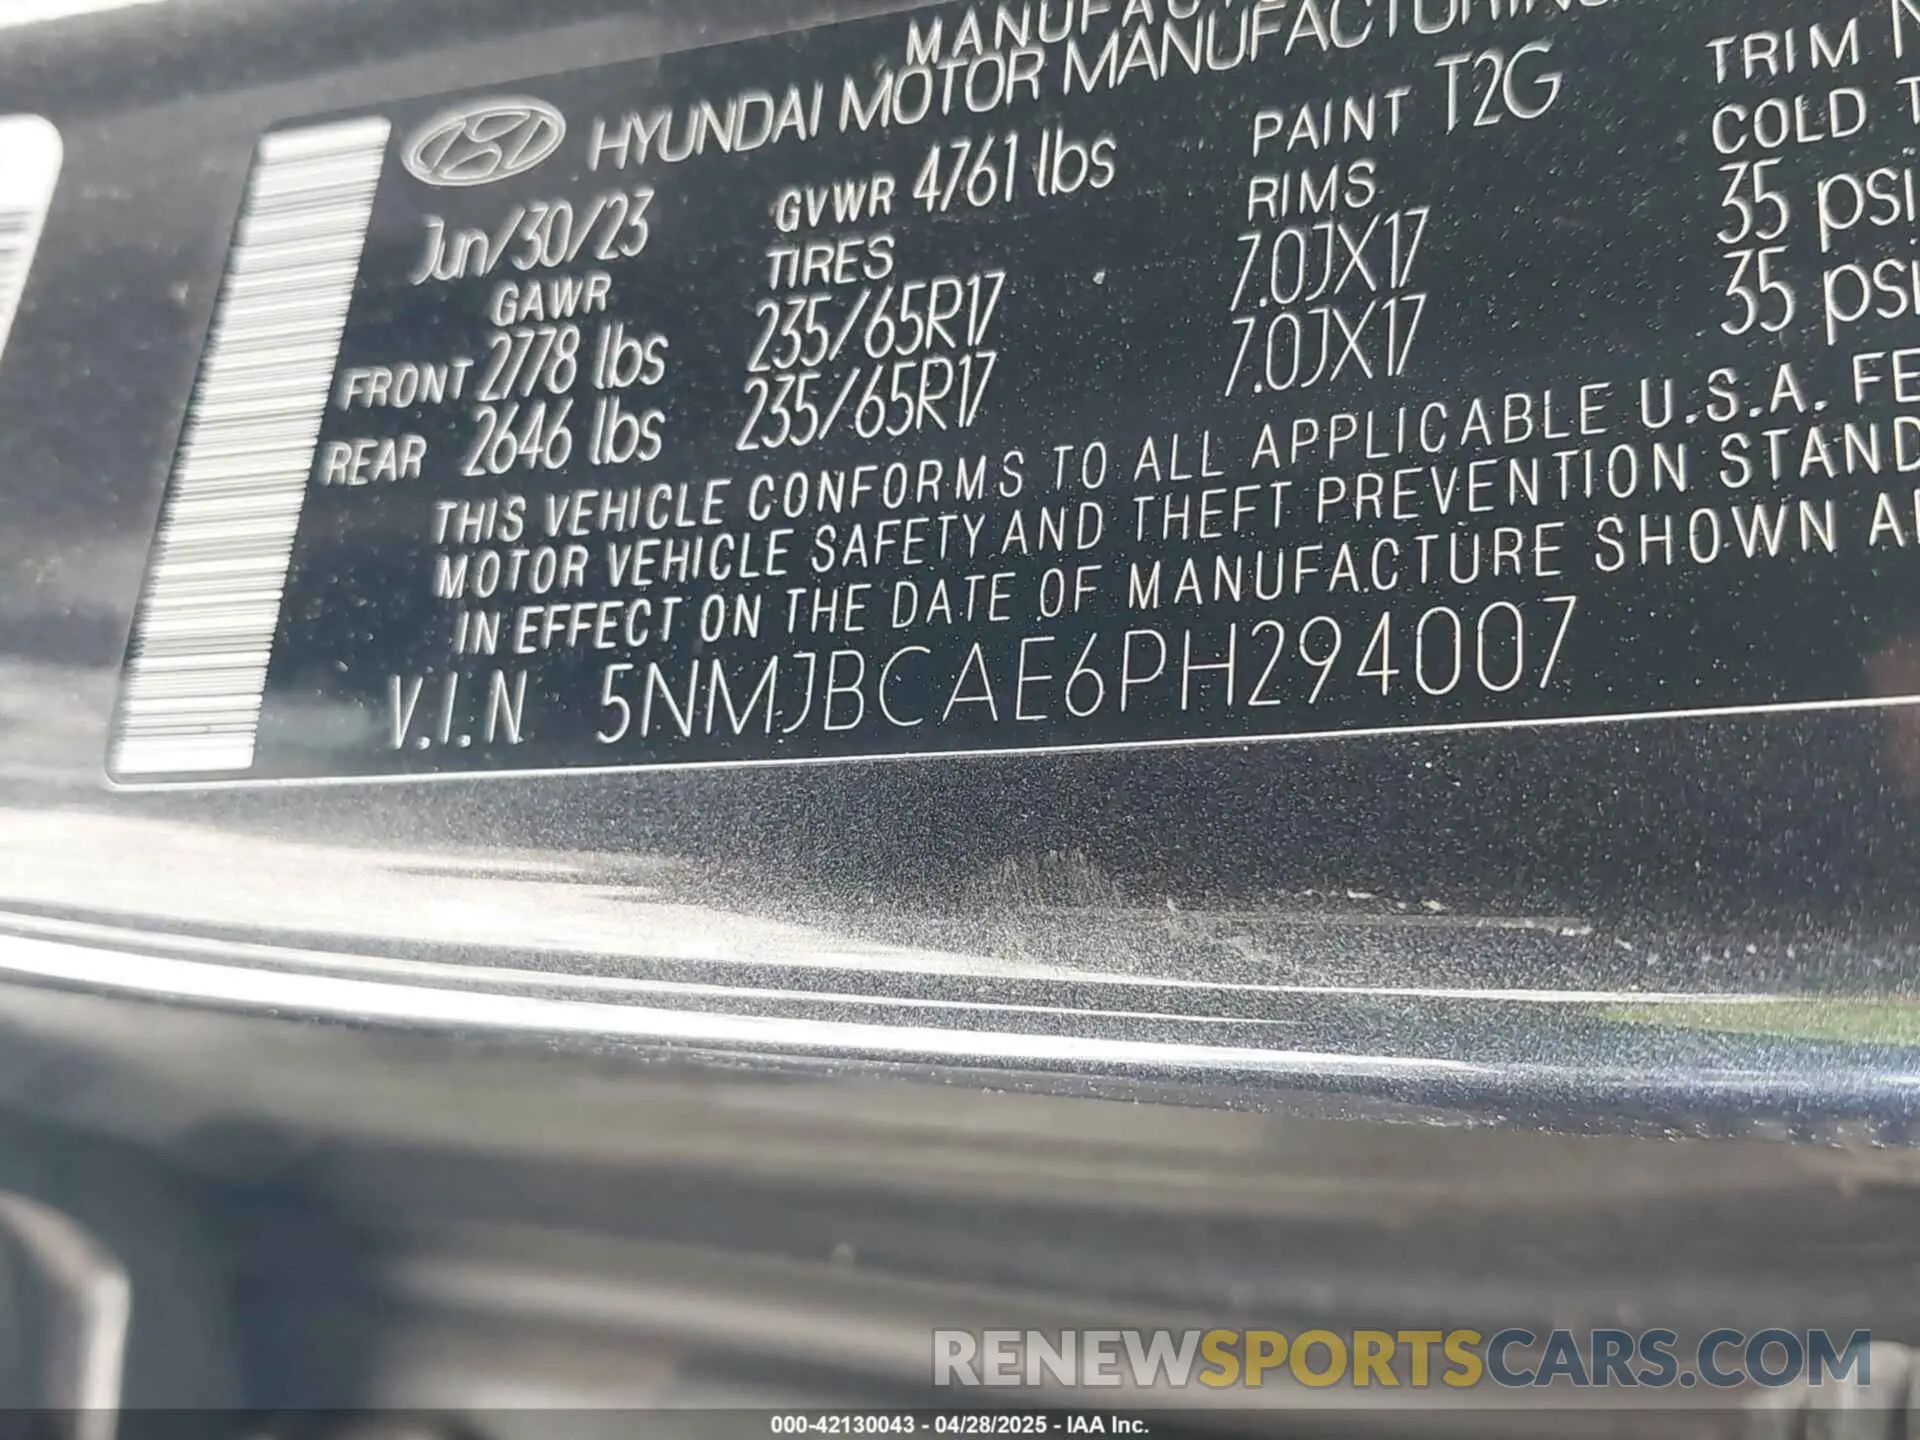 HYUNDAI MOTOR MANUFACTURING
Jun/30/23 GVWR 4761 lbs PAINT T2G TRIM
GAWR TIRES RIMS COLD
FRONT 2778 lbs 235/65R17 7.0JX17 35 psi
REAR 2646 lbs 235/65R17 7.0JX17 35 psi
THIS VEHICLE CONFORMS TO ALL APPLICABLE U.S.A. FE
MOTOR VEHICLE SAFETY AND THEFT PREVENTION STAND
IN EFFECT ON THE DATE OF MANUFACTURE SHOWN A
V.I.N 5NMJBCAE6PH294007
RENEWSPORTSCARS.COM
000-42130043 - 04/28/2025 - IAA Inc.